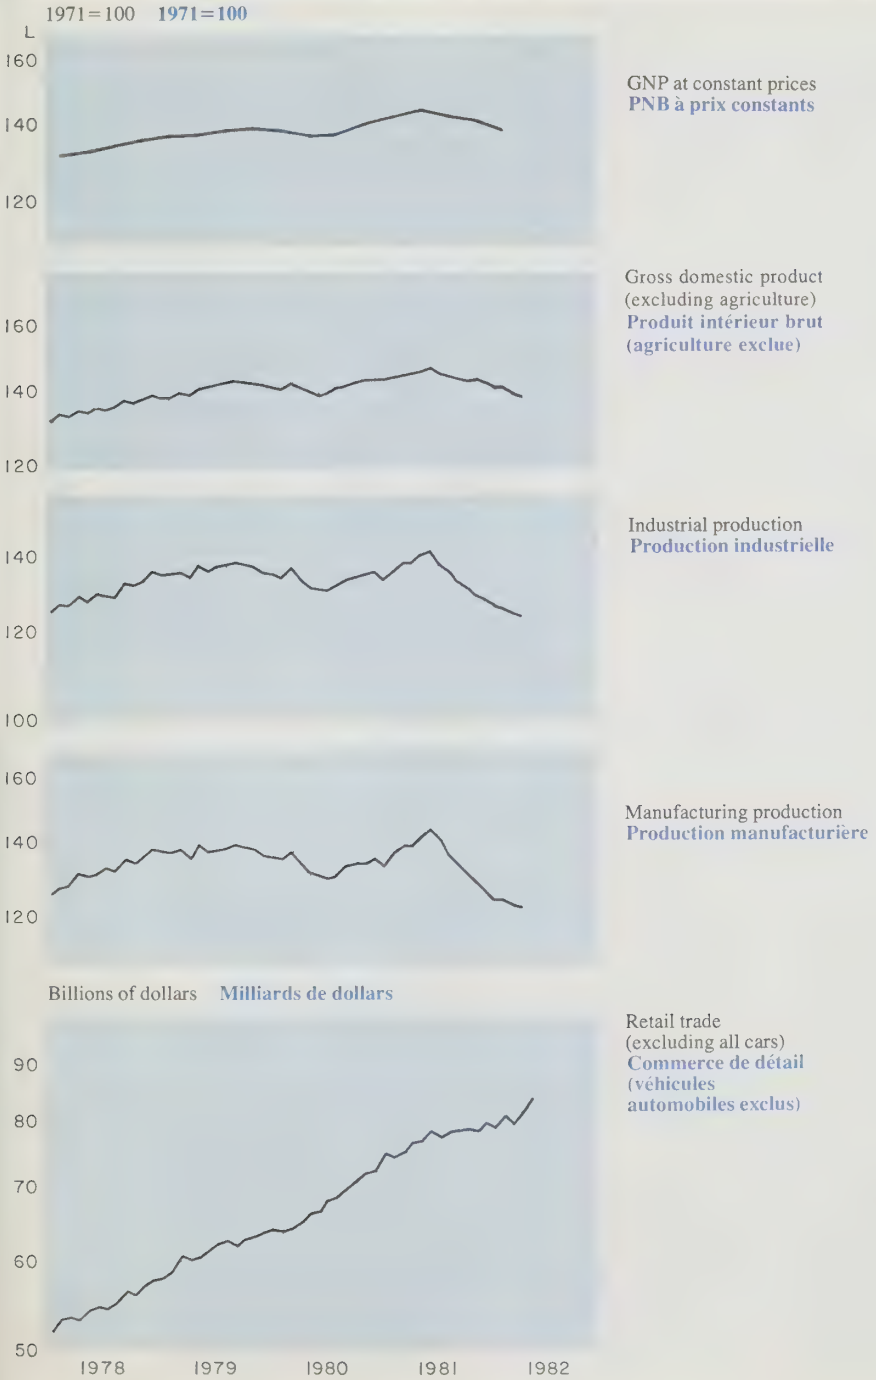 1971=100 1971=100
L
160
140
120
GNP at constant prices
PNB à prix constants
160
140
120
Gross domestic product
(excluding agriculture)
Produit intérieur brut
(agriculture exclue)
140
120
100
Industrial production
Production industrielle
160
140
120
Manufacturing production
Production manufacturière
Billions of dollars Milliards de dollars
90
80
70
60
50
Retail trade
(excluding all cars)
Commerce de détail
(véhicules
automobiles exclus)
1978 1979 1980 1981 1982